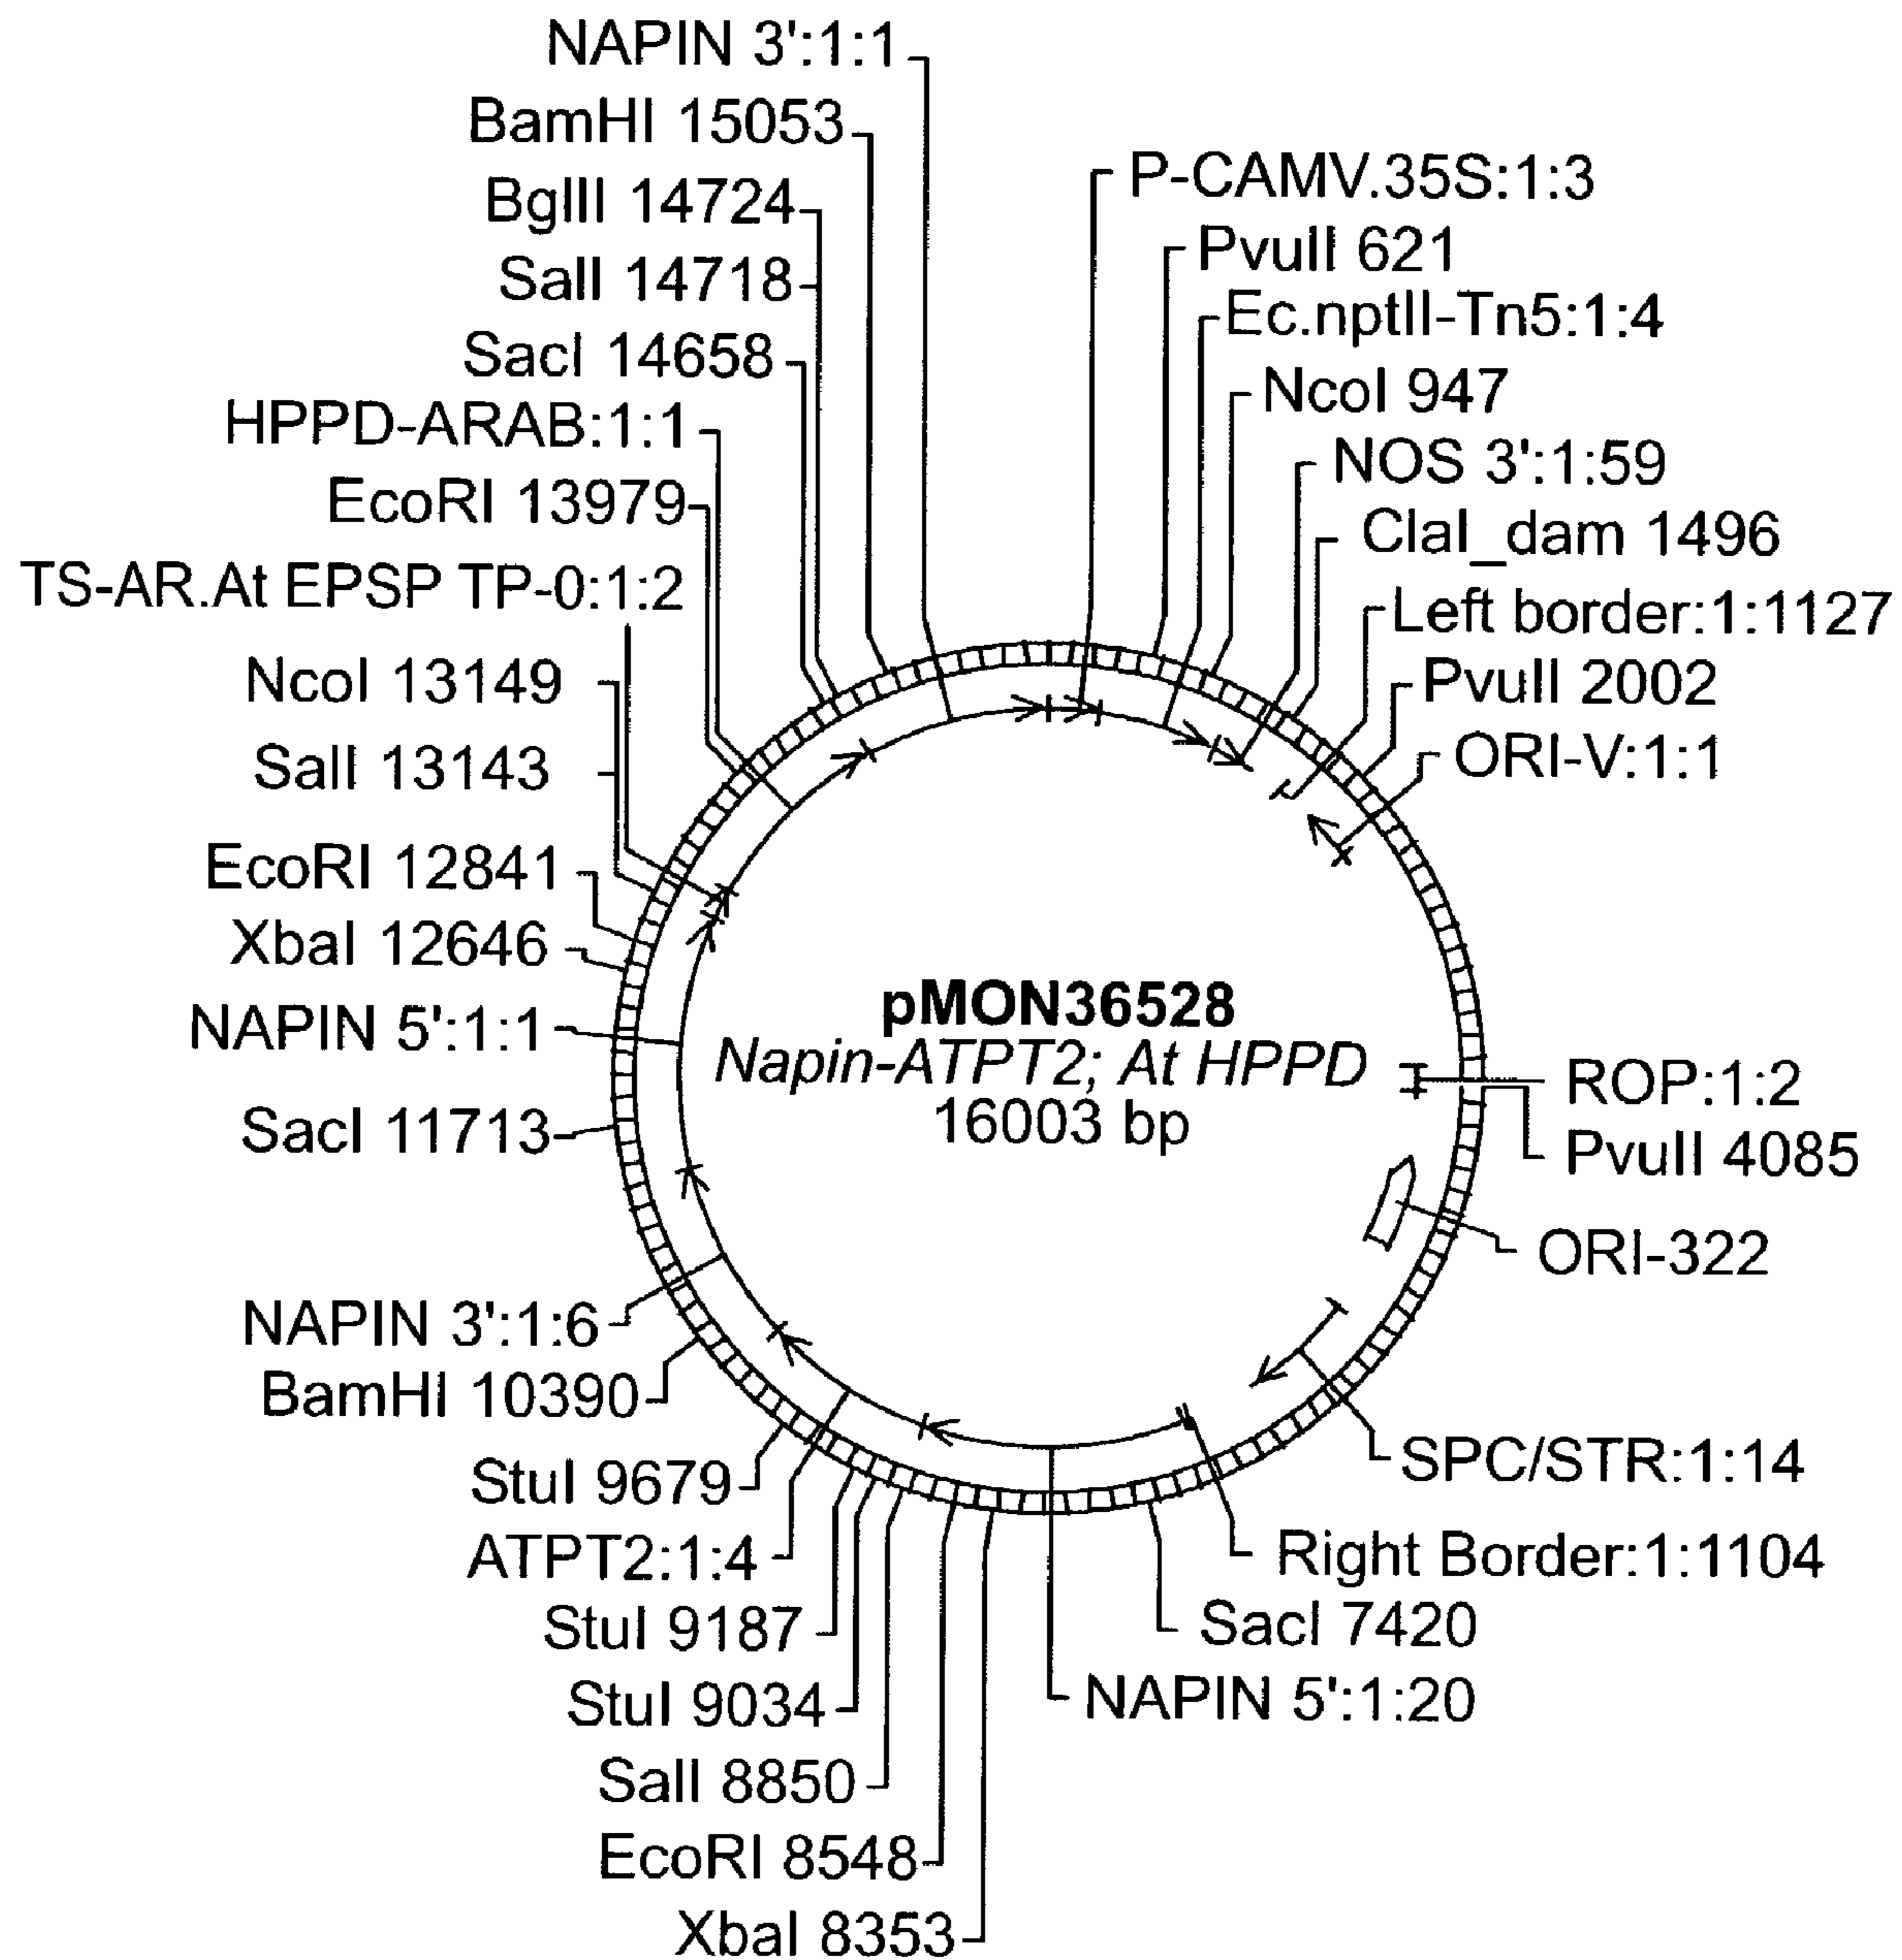 NAPIN 3':1:1
BamHI 15053
BglII 14724
SalI 14718
SacI 14658
HPPD-ARAB:1:1
EcoRI 13979
TS-AR.At EPSP TP-0:1:2
NcoI 13149
SalI 13143
EcoRI 12841
XbaI 12646
NAPIN 5':1:1
SacI 11713
NAPIN 3':1:6
BamHI 10390
StuI 9679
ATPT2:1:4
StuI 9187
StuI 9034
SalI 8850
EcoRI 8548
XbaI 8353
P-CAMV.35S:1:3
PvuII 621
Ec.nptII-Tn5:1:4
NcoI 947
NOS 3':1:59
ClaI_dam 1496
Left border:1:1127
PvuII 2002
ORI-V:1:1
pMON36528
Napin-ATPT2; At HPPD
16003 bp
ROP:1:2
PvuII 4085
ORI-322
SPC/STR:1:14
Right Border:1:1104
SacI 7420
NAPIN 5':1:20